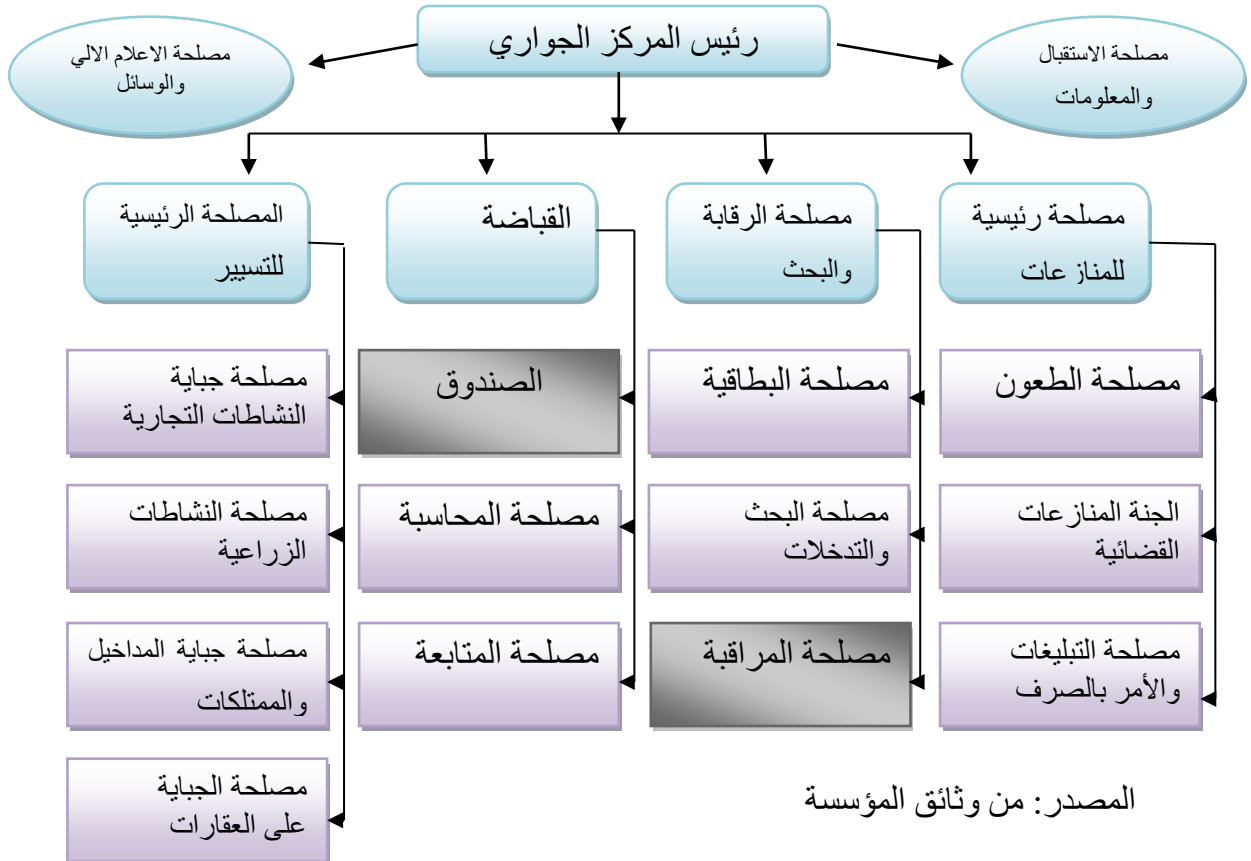 رئيس المركز الجواري
مصلحة الاستقبال
والمعلومات
مصلحة الاعلام الالي
والوسائل
مصلحة رئيسية
للمنازعات
مصلحة الرقابة
والبحث
القباضة
المصلحة الرئيسية
للتسيير
مصلحة الطعون
مصلحة البطاقية
الصندوق
مصلحة جباية
النشاطات التجارية
الجنة المنازعات
القضائية
مصلحة البحث
والتدخلات
مصلحة المحاسبة
مصلحة النشاطات
الزراعية
مصلحة التبليغات
والأمر بالصرف
مصلحة المراقبة
مصلحة المتابعة
مصلحة جباية المداخيل
والممتلكات
مصلحة الجباية
على العقارات
المصدر: من وثائق المؤسسة